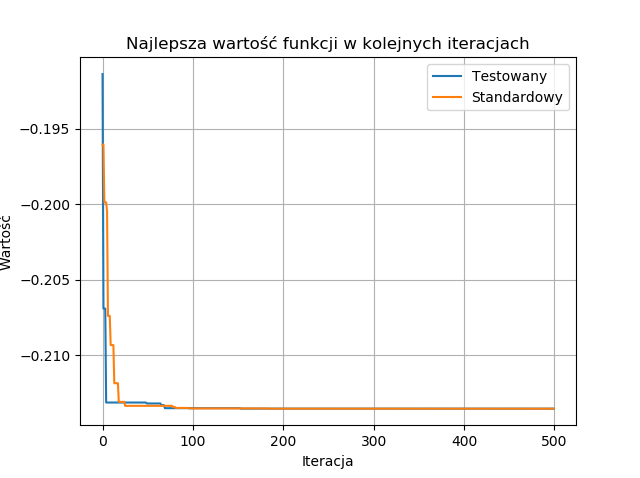 Najlepsza wartość funkcji w kolejnych iteracjach
Testowany
Standardowy
−0.195
−0.200
−0.205
−0.210
Wartość
0
100
200
300
400
500
Iteracja